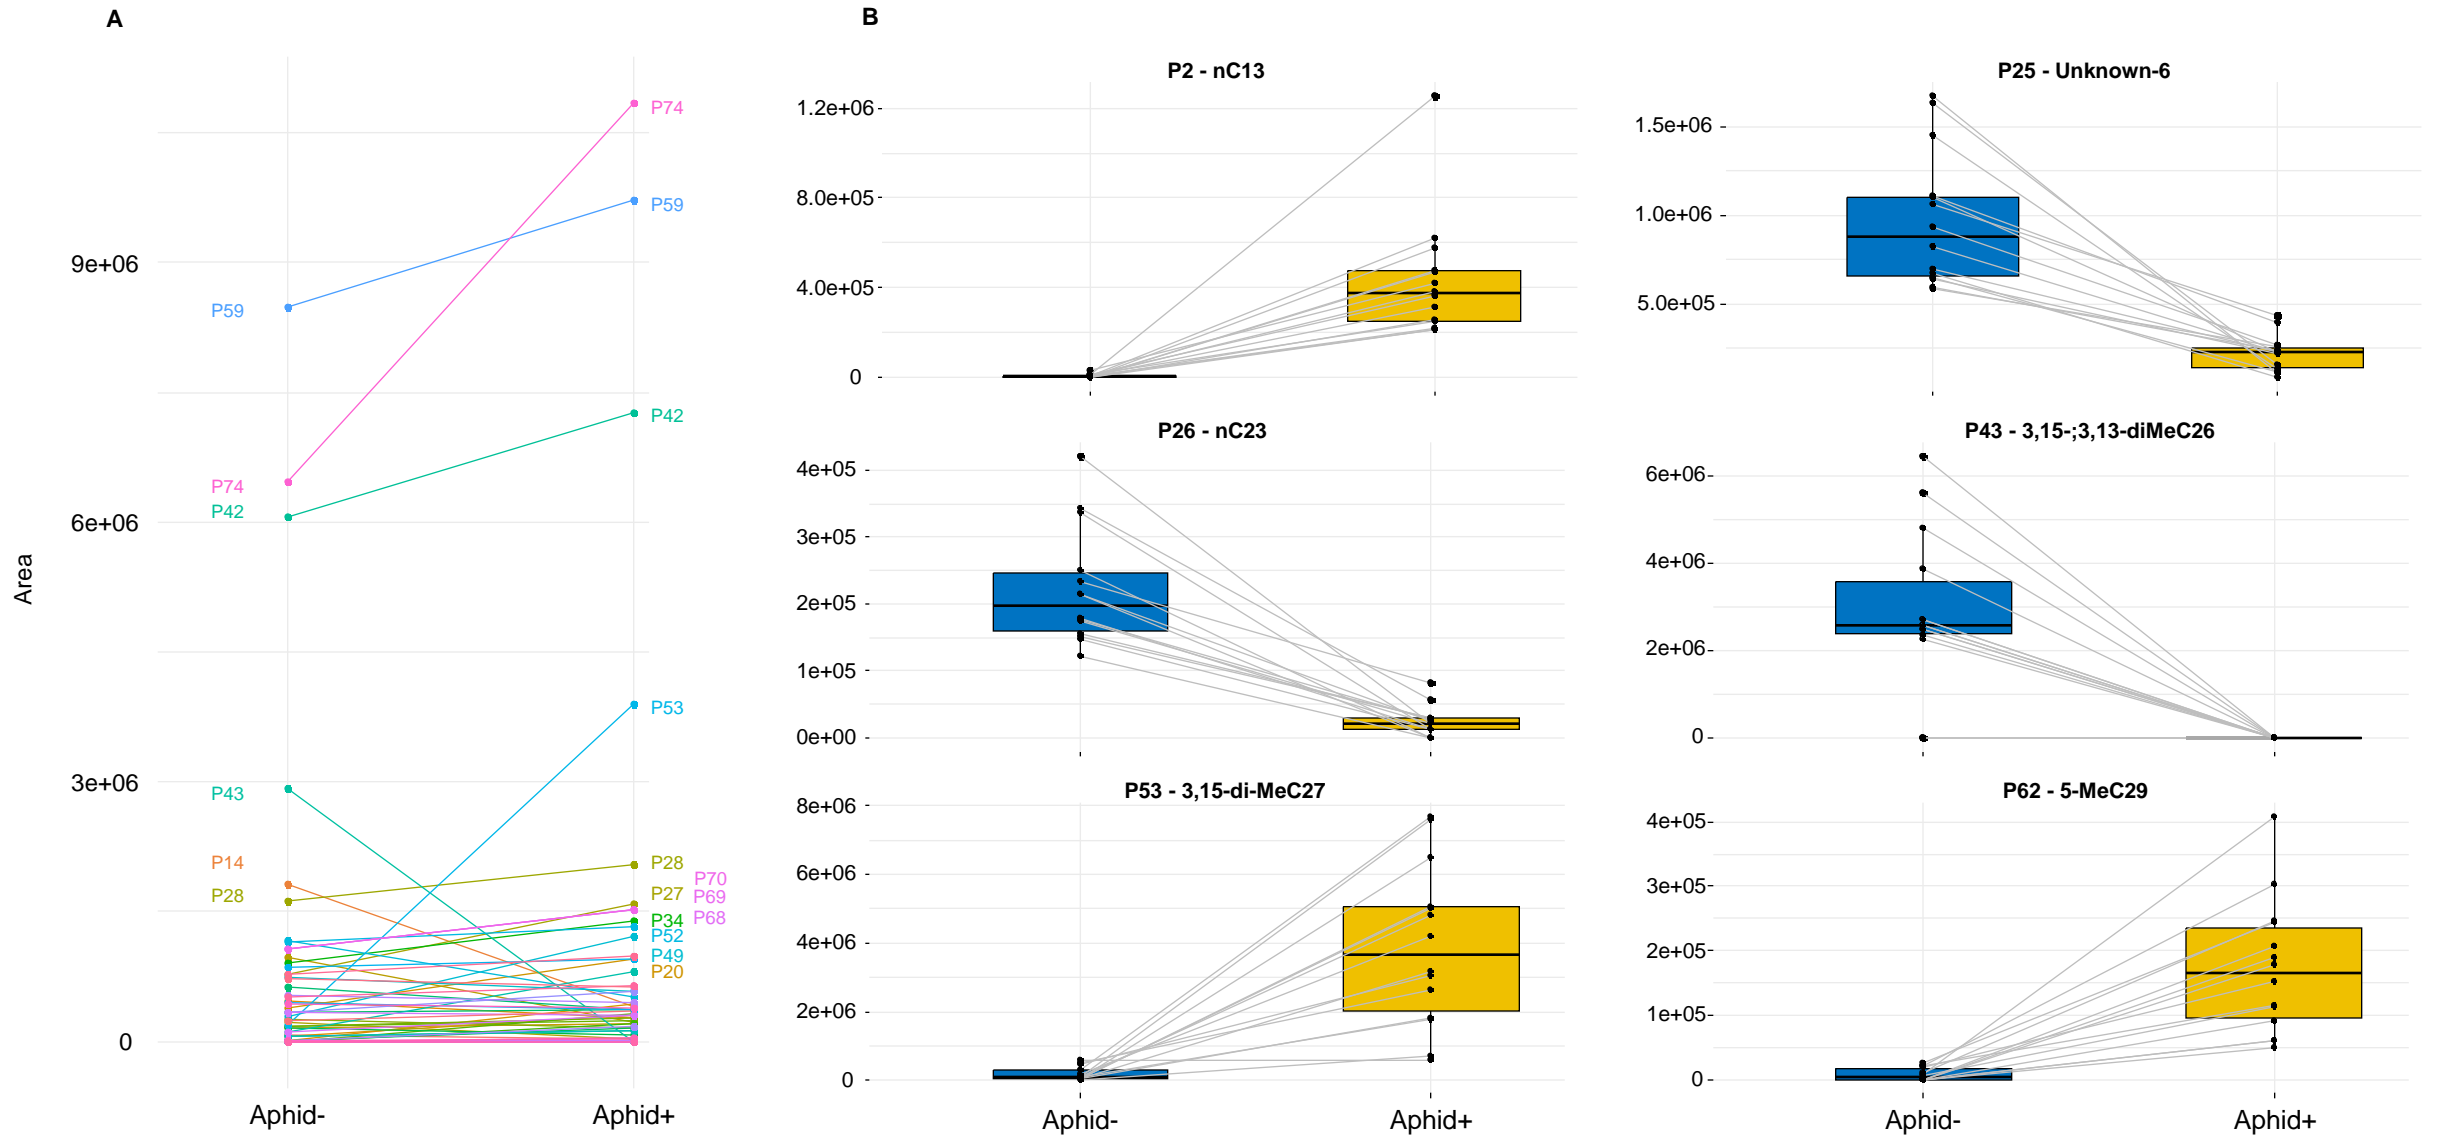 A
B
Area
9e+06
6e+06
3e+06
0
P59
P74
P42
P43
P14
P28
P74
P59
P42
P53
P28
P70
P27
P69
P68
P34
P52
P49
P20
Aphid-
Aphid+
P2 - nC13
1.2e+06
8.0e+05
4.0e+05
0
P25 - Unknown-6
1.5e+06
1.0e+06
5.0e+05
P26 - nC23
4e+05
3e+05
2e+05
1e+05
0e+00
P43 - 3,15-;3,13-diMeC26
6e+06
4e+06
2e+06
0
P53 - 3,15-di-MeC27
8e+06
6e+06
4e+06
2e+06
0
Aphid-
Aphid+
P62 - 5-MeC29
4e+05
3e+05
2e+05
1e+05
0
Aphid-
Aphid+